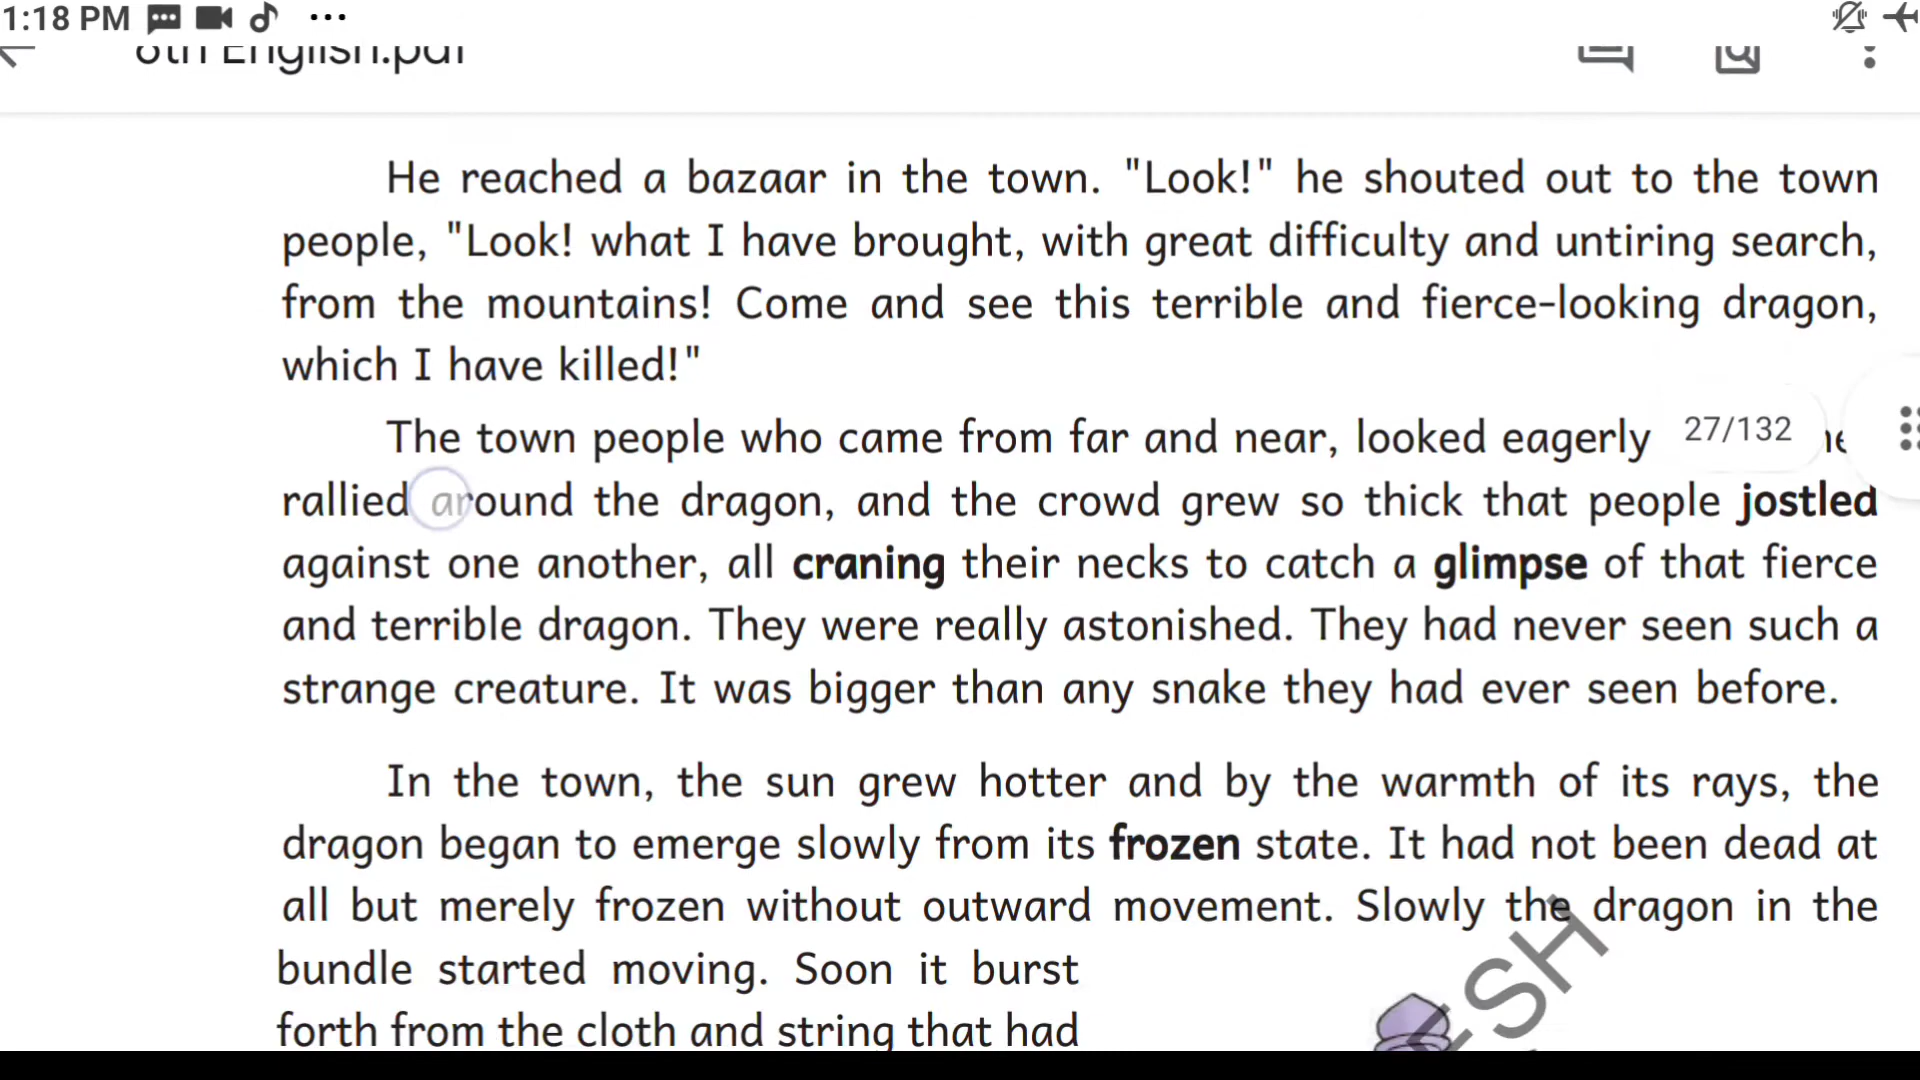 1:18 PM
6th English.pdf
He reached a bazaar in the town. "Look!" he shouted out to the town
people, "Look! what I have brought, with great difficulty and untiring search,
from the mountains! Come and see this terrible and fierce-looking dragon,
which I have killed!"
The town people who came from far and near, looked eagerly
27/132
rallied around the dragon, and the crowd grew so thick that people jostled
against one another, all craning their necks to catch a glimpse of that fierce
and terrible dragon. They were really astonished. They had never seen such a
strange creature. It was bigger than any snake they had ever seen before.
In the town, the sun grew hotter and by the warmth of its rays, the
dragon began to emerge slowly from its frozen state. It had not been dead at
all but merely frozen without outward movement. Slowly the dragon in the
bundle started moving. Soon it burst
forth from the cloth and string that had
ESH